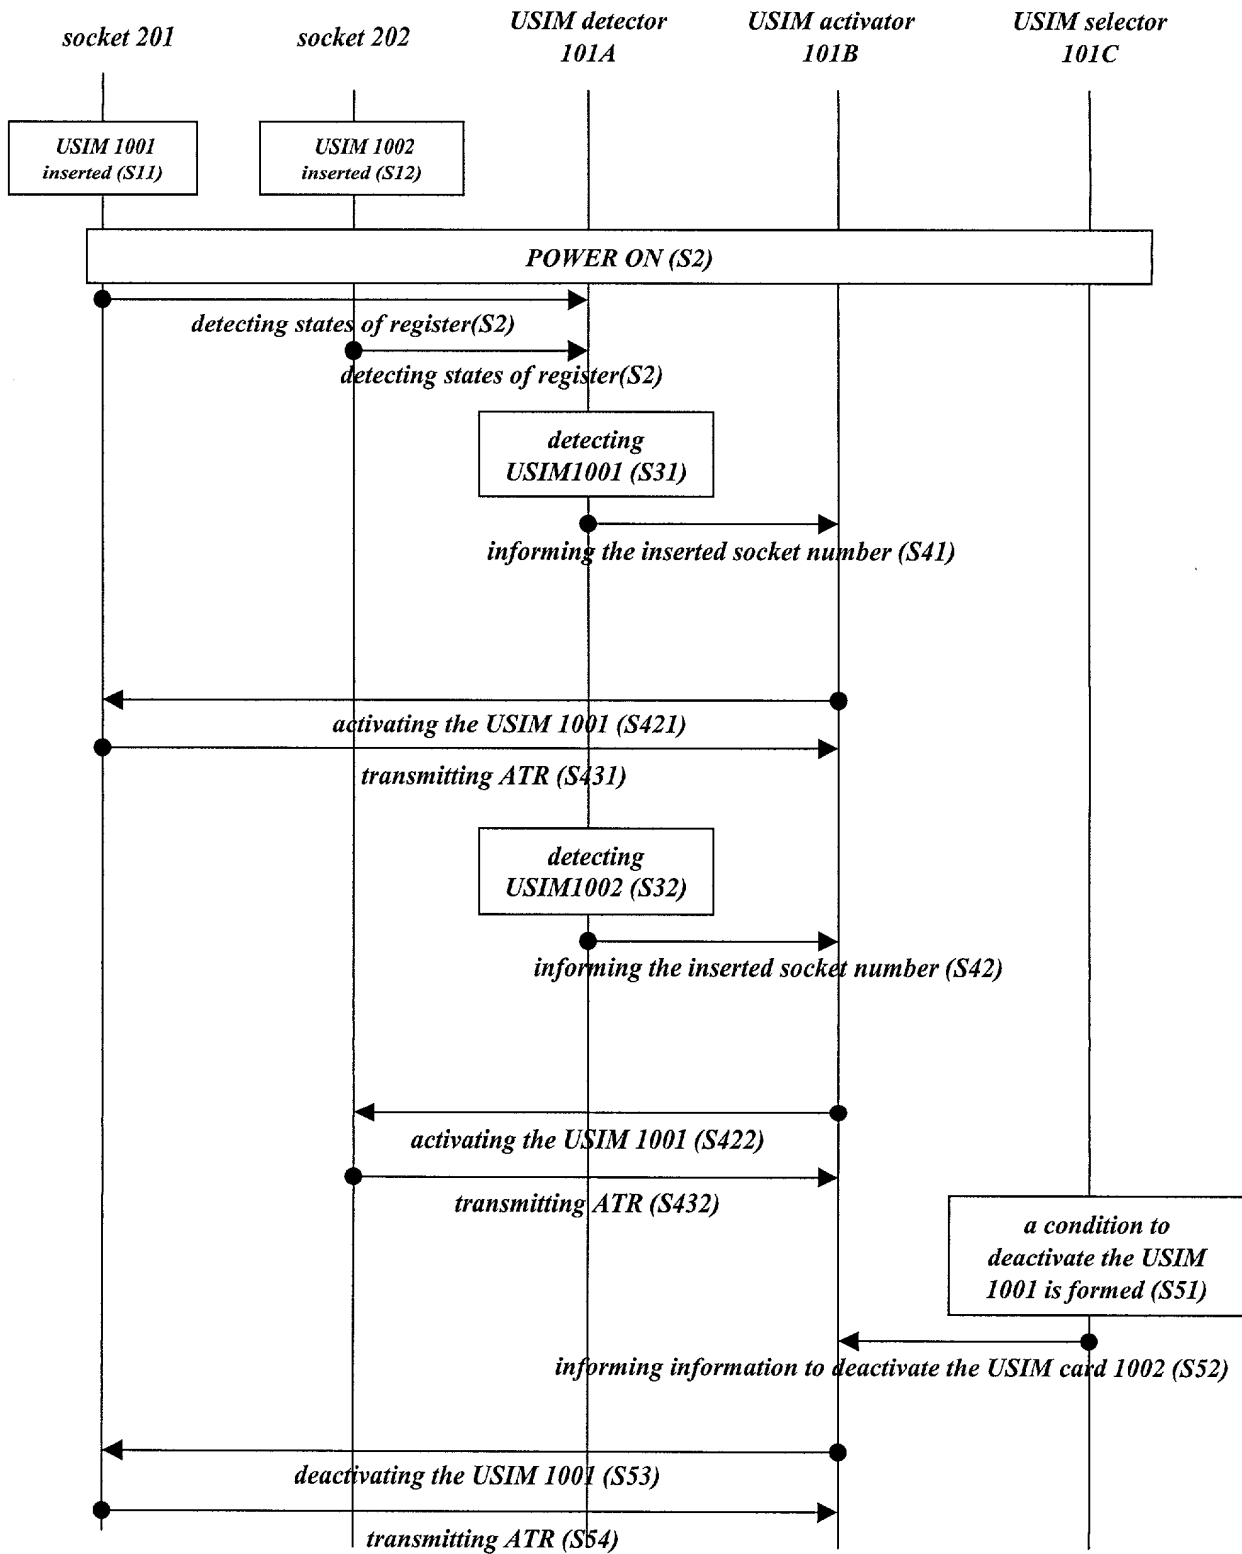 socket 201
socket 202
USIM detector
101A
USIM activator
101B
USIM selector
101C
USIM 1001
inserted (S11)
USIM 1002
inserted (S12)
POWER ON (S2)
detecting states of register(S2)
detecting states of register(S2)
detecting
USIM1001 (S31)
informing the inserted socket number (S41)
activating the USIM 1001 (S421)
transmitting ATR (S431)
detecting
USIM1002 (S32)
informing the inserted socket number (S42)
activating the USIM 1001 (S422)
transmitting ATR (S432)
a condition to
deactivate the USIM
1001 is formed (S51)
informing information to deactivate the USIM card 1002 (S52)
deactivating the USIM 1001 (S53)
transmitting ATR (S54)